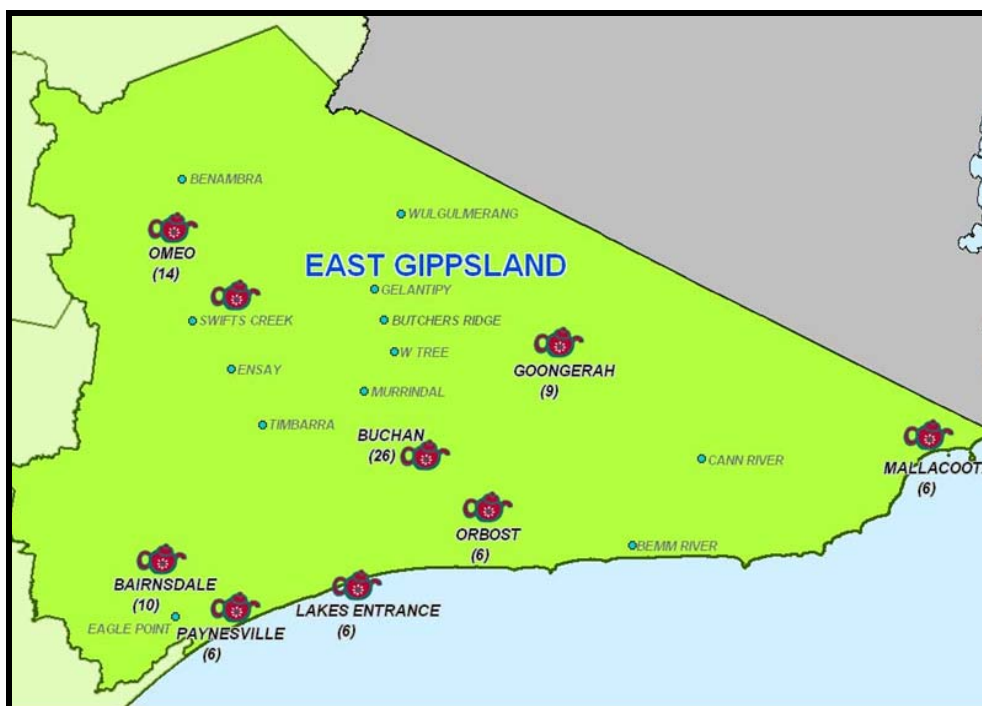 BENAMBRA
WULGULMERANG
OMEO
(14)
EAST GIPPSLAND
GELANTIPY
SWIFTS CREEK
BUTCHERS RIDGE
W TREE
GOONGERAH
(9)
ENSAY
MURRINDAL
TIMBARRA
BUCHAN
(26)
CANN RIVER
MALLACOOT
(6)
ORBOST
(6)
BEMM RIVER
BAIRNSDALE
(10)
LAKES ENTRANCE
(6)
EAGLE POINT
PAYNESVILLE
(6)